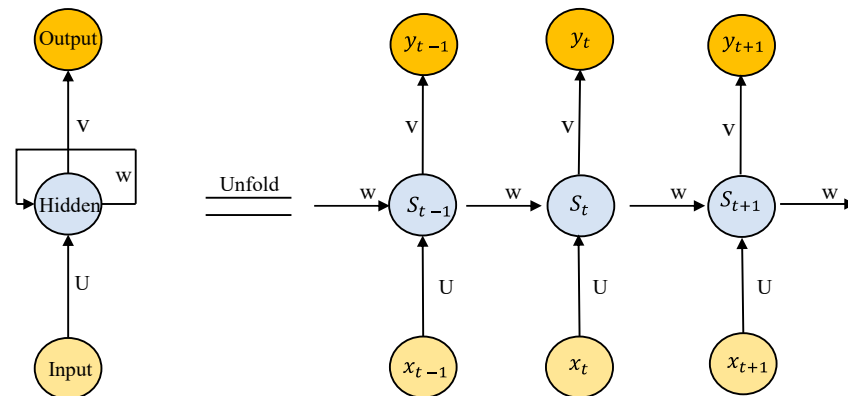 Output
V
W
Hidden
U
Input
Unfold
y_{t-1}
y_t
y_{t+1}
V
V
V
W
S_{t-1}
W
S_t
W
S_{t+1}
W
U
U
U
x_{t-1}
x_t
x_{t+1}